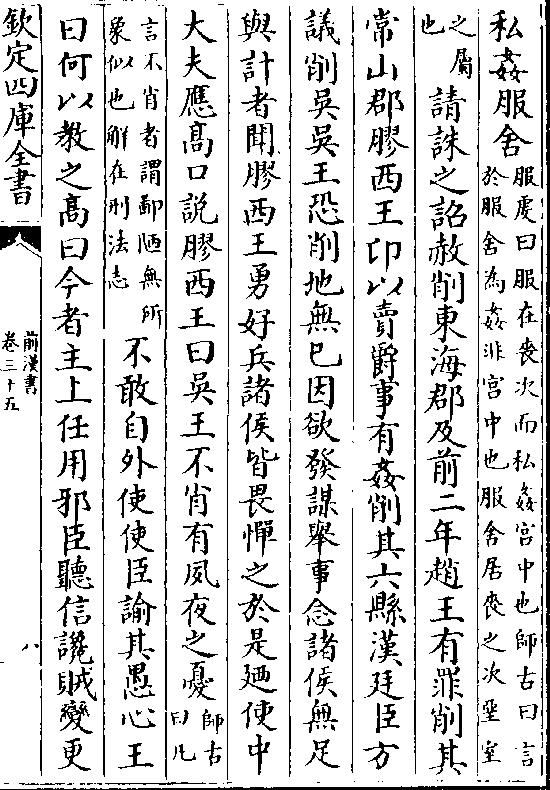 私姦服舍
服䖍曰服在喪次而私姦宫中也師古曰言
於服舍為姦非宫中也服舍居喪之次堊室
之屬
也
請誅之詔赦削東海郡及前二年趙王有罪削其
常山郡膠西王卬以賣爵事有姦削其六縣漢廷臣方
議削吳吳王恐削地無已因欲發謀舉事念諸侯無足
與計者聞膠西王勇好兵諸侯皆畏憚之於是廼使中
大夫應髙口說膠西王曰吳王不肖有夙夜之憂
師古
曰凡
言不肖者謂鄙陋無所
象似也解在刑法志
不敢自外使使臣諭其愚心王
曰何以教之髙曰今者主上任用邪臣聽信讒賊變更
欽定四庫全書
前漢書
卷三十五
八